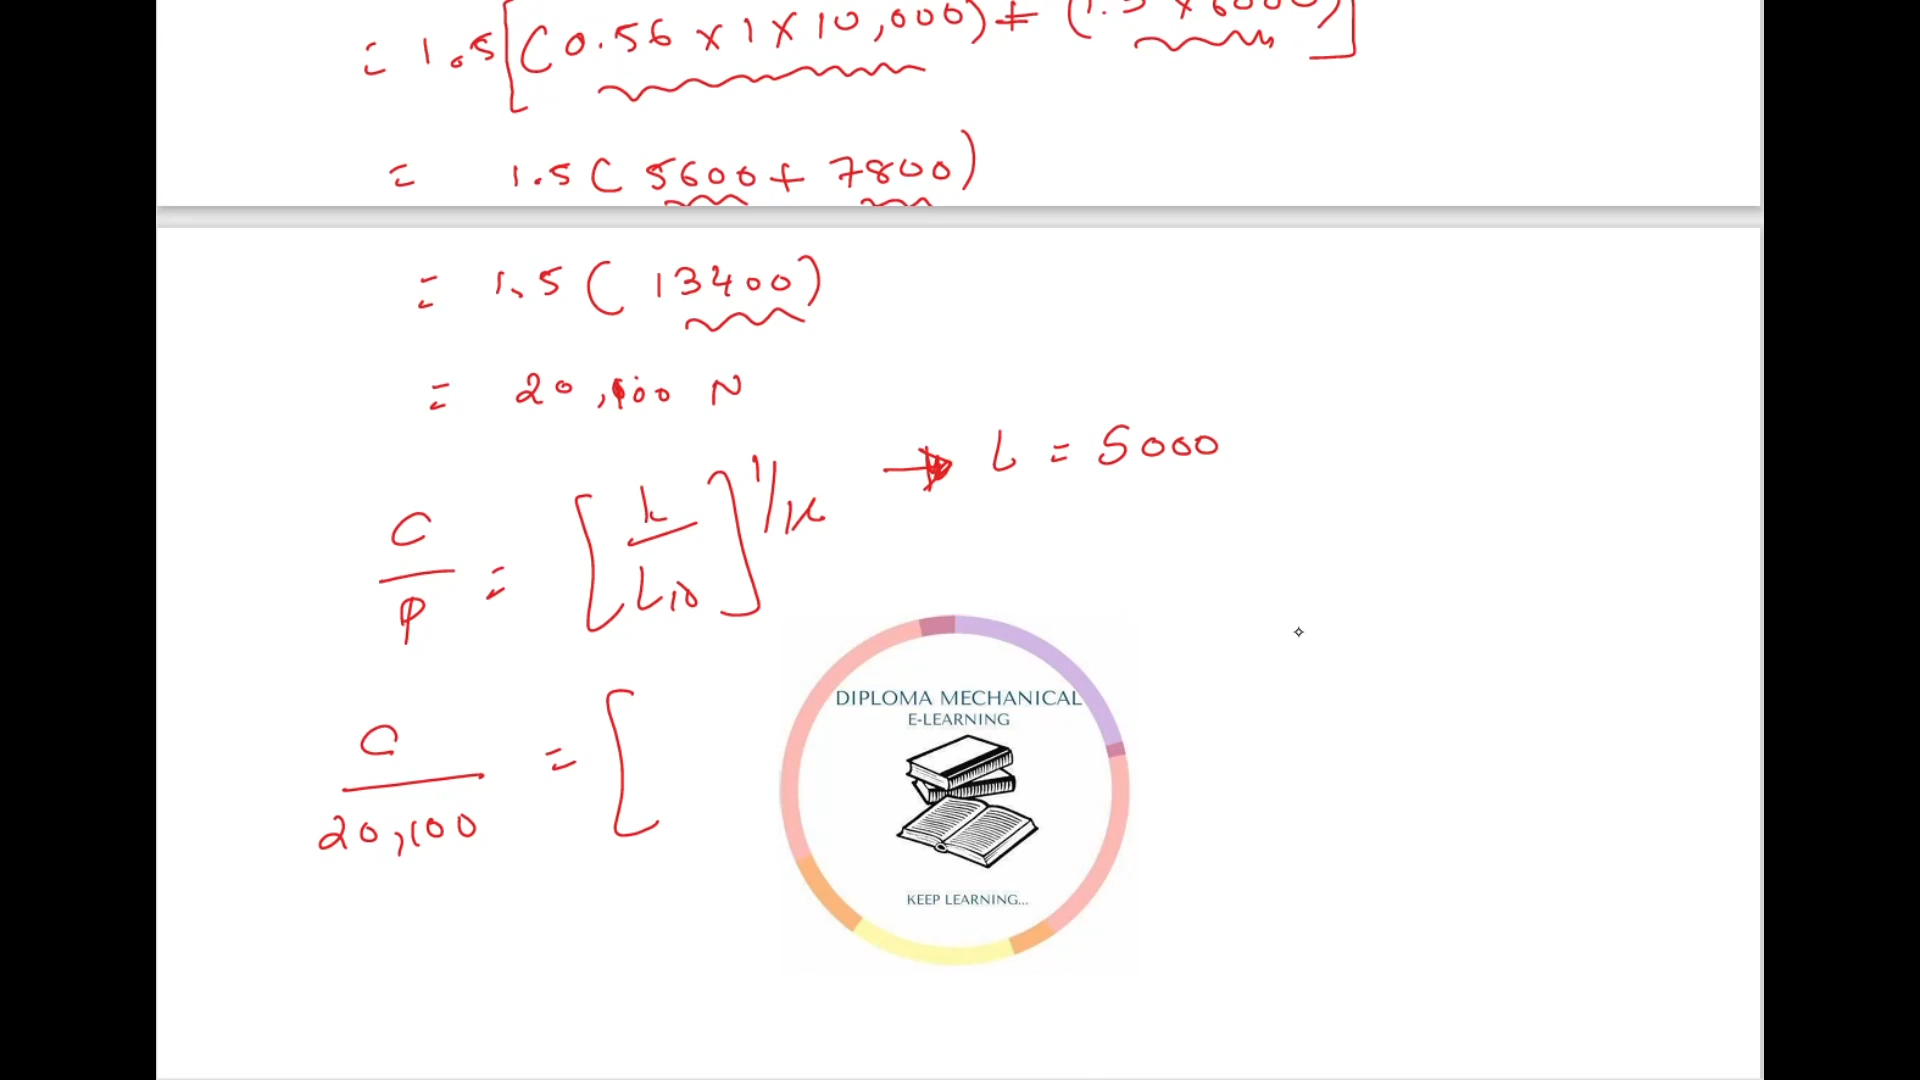 = 1.5[(0.56 x 1 X 10,000) + (1.3 x 6000)]
= 1.5 ( 5600 + 7800)
= 1.5 ( 13400)
= 20,100 N
C/P = [L/L10]^1/K → L = 5000
C/20,100 = [
DIPLOMA MECHANICAL
E-LEARNING
KEEP LEARNING...